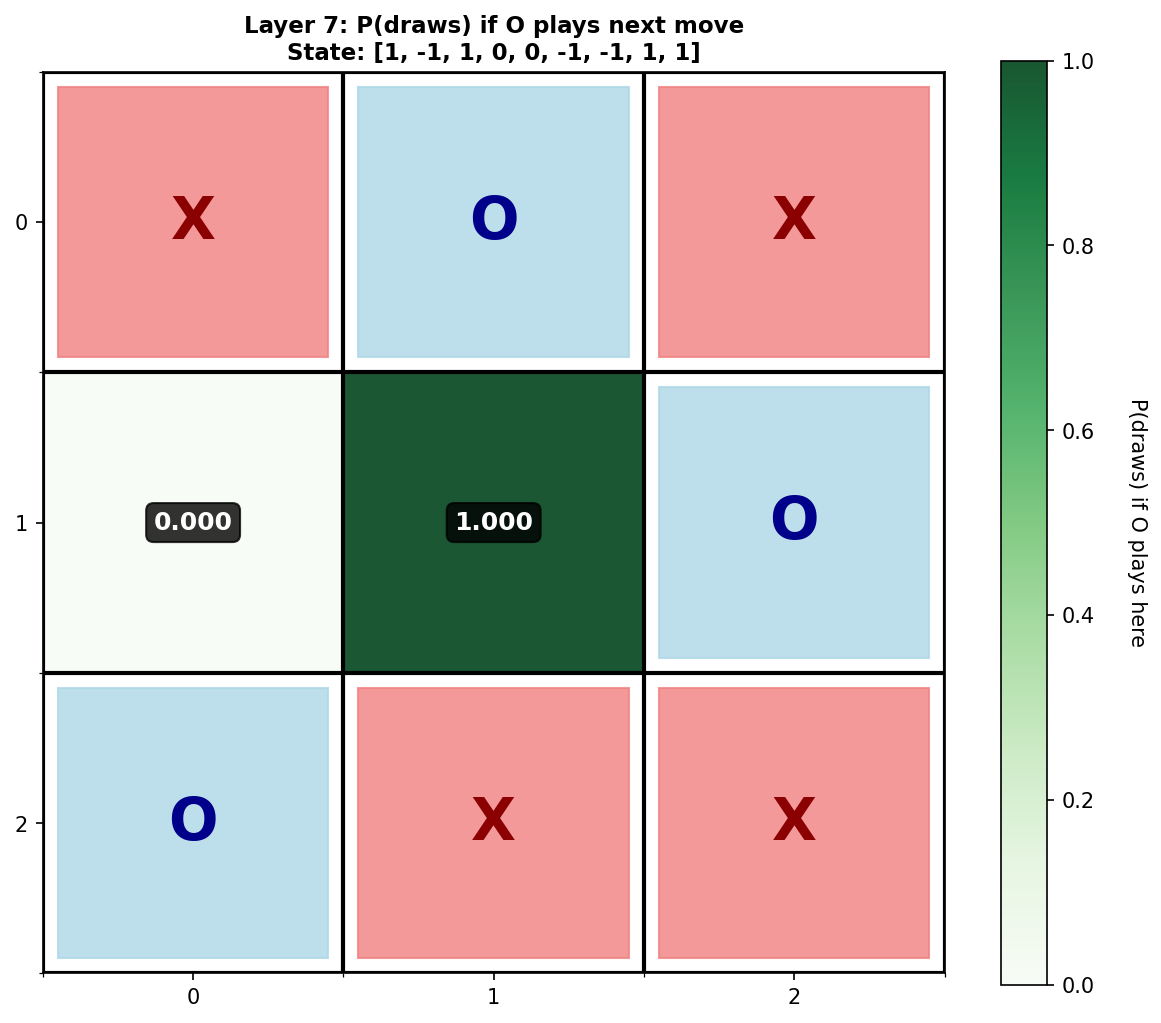 Layer 7: P(draws) if O plays next move
State: [1, -1, 1, 0, 0, -1, -1, 1, 1]
0
X
O
X
1
0.000
1.000
O
2
O
X
X
0
1
2
1.0
0.8
0.6
0.4
0.2
0.0
P(draws) if O plays here